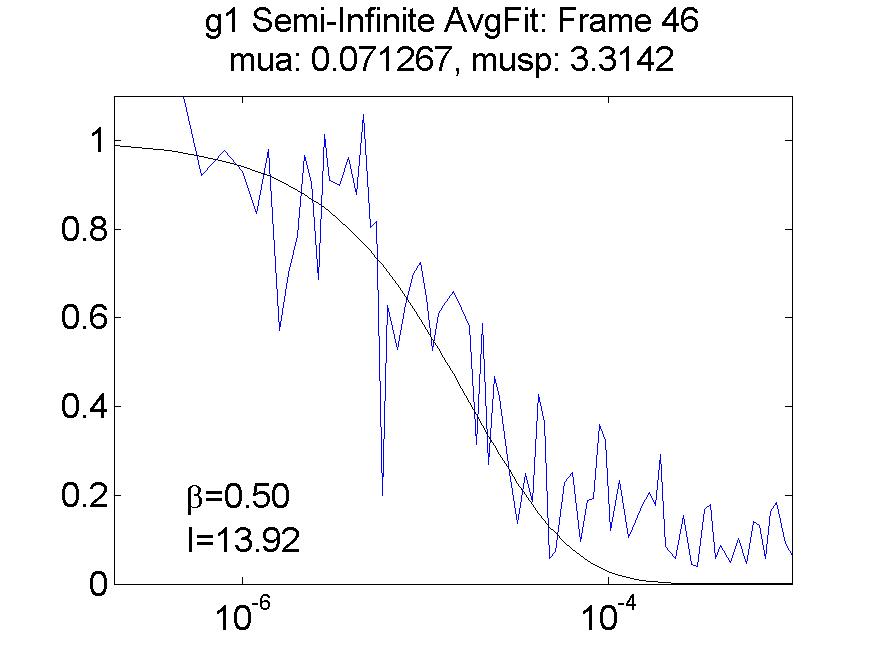 g1 Semi-Infinite AvgFit: Frame 46
mua: 0.071267, musp: 3.3142
1
0.8
0.6
0.4
0.2
0
β=0.50
I=13.92
10^-6
10^-4